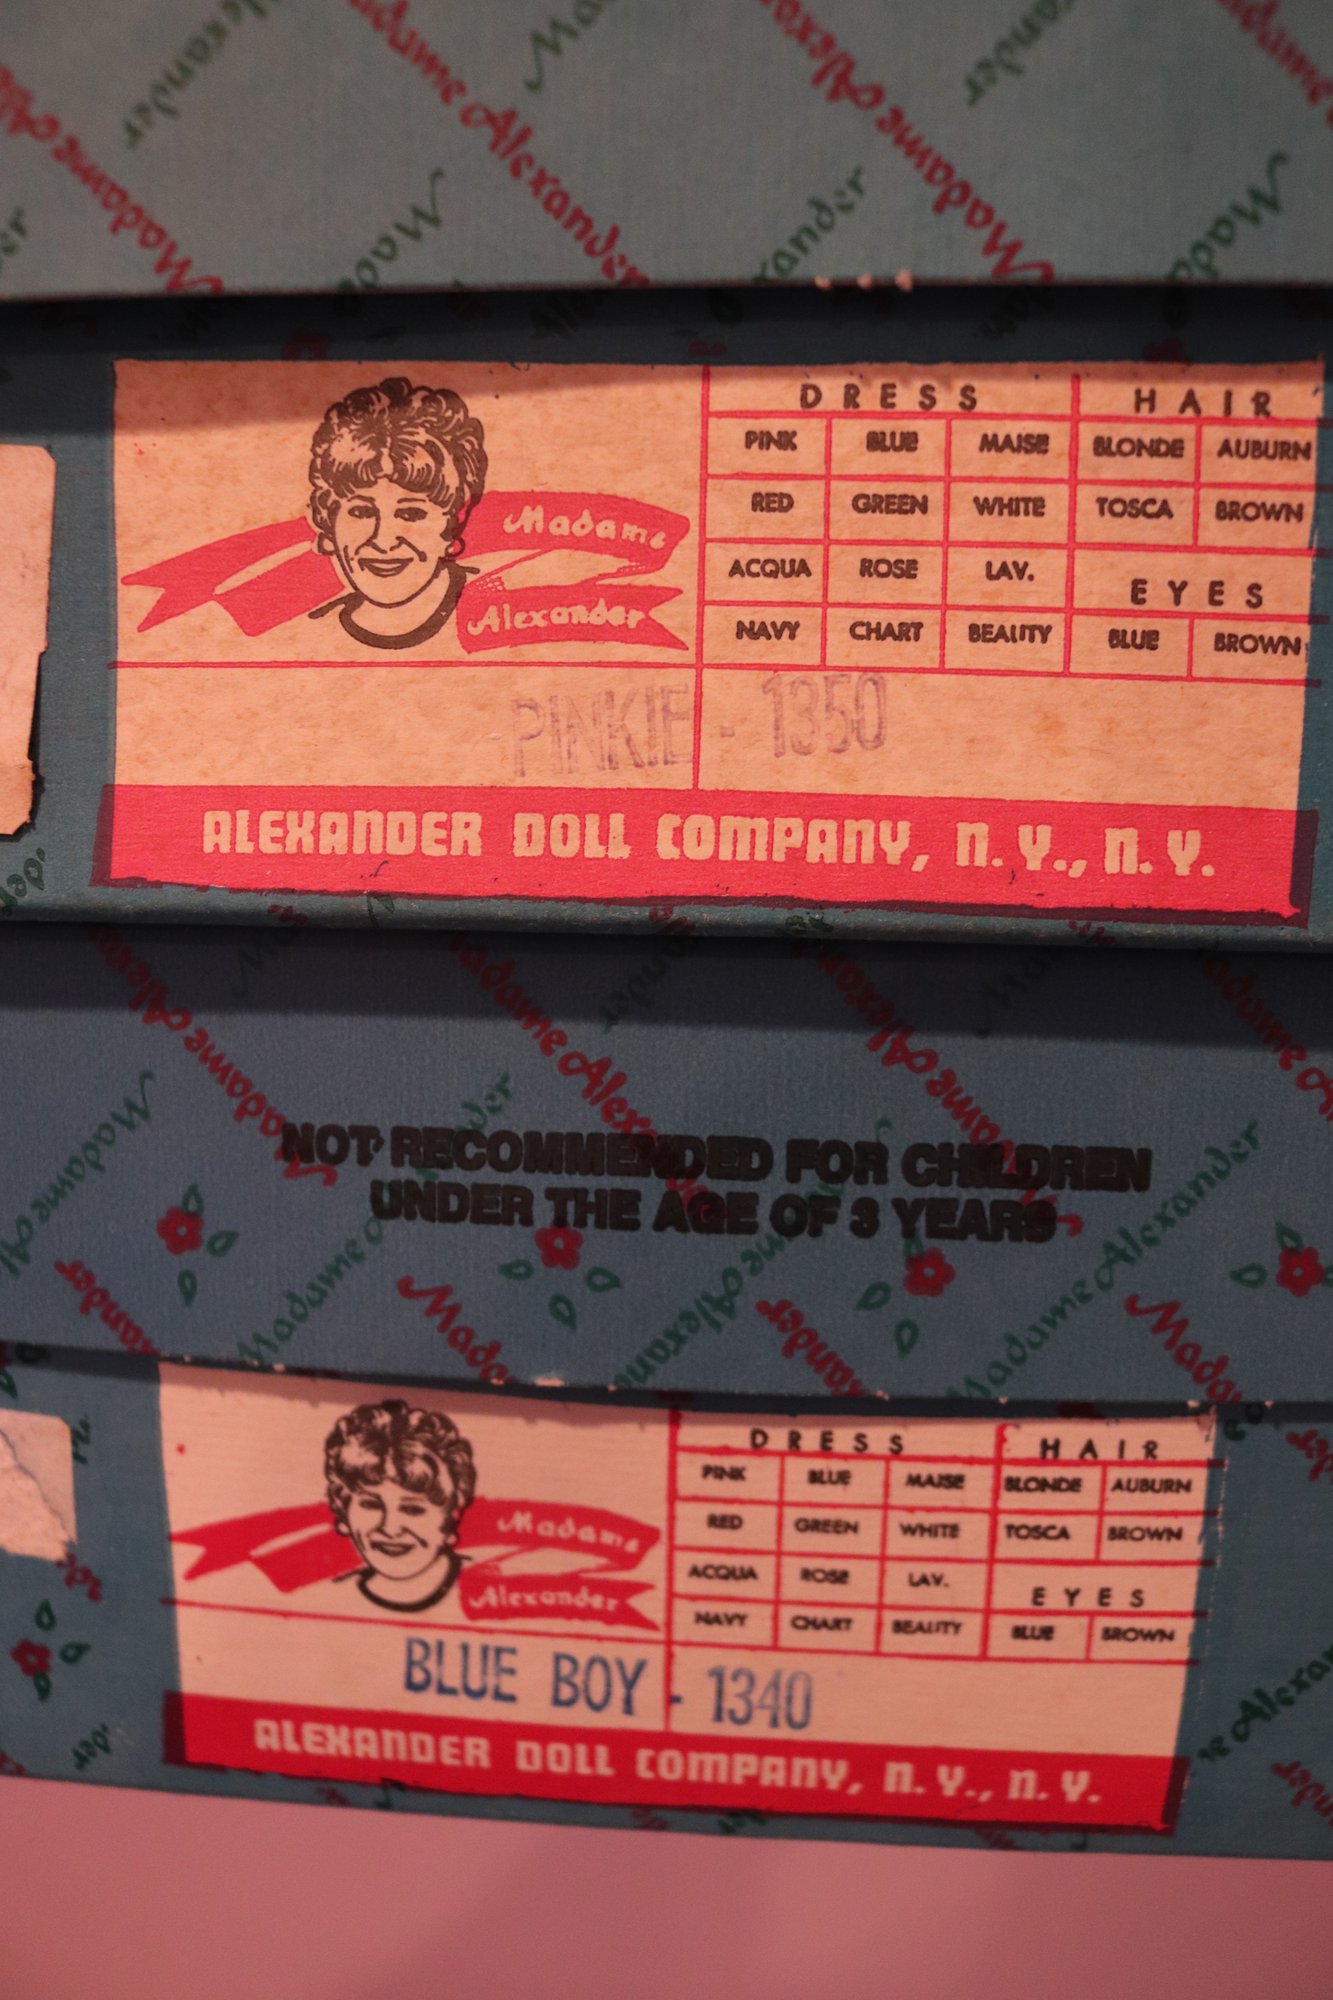 Madame Alexander
Madame
Alexander
DRESS HAIR
PINK BLUE MAISE BLONDE AUBURN
RED GREEN WHITE TOSCA BROWN
ACQUA ROSE LAV. EYES
NAVY CHART BEAUTY BLUE BROWN
PINKIE - 1350
ALEXANDER DOLL COMPANY, N.Y., N.Y.
NOT RECOMMENDED FOR CHILDREN
UNDER THE AGE OF 3 YEARS
Madame Alexander
Madame
Alexander
DRESS HAIR
PINK BLUE MAISE BLONDE AUBURN
RED GREEN WHITE TOSCA BROWN
ACQUA ROSE LAV. EYES
NAVY CHART BEAUTY BLUE BROWN
BLUE BOY - 1340
ALEXANDER DOLL COMPANY, N.Y., N.Y.